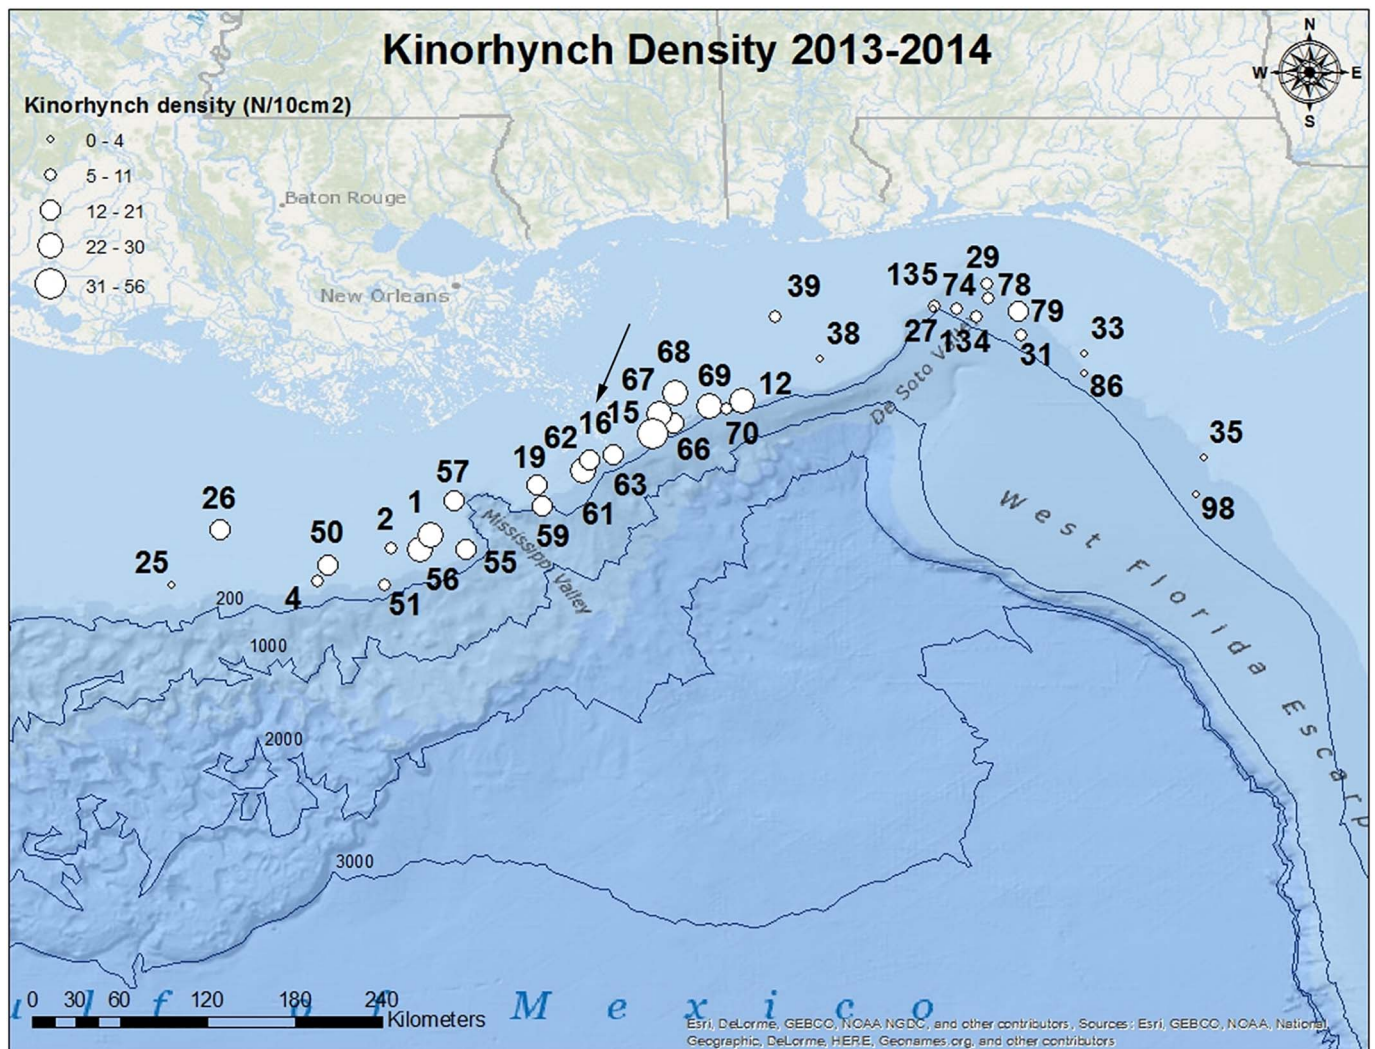 Kinorhynch Density 2013-2014
N
W E
S
Kinorhynch density (N/10cm2)
0 - 4
5 - 11
12 - 21
22 - 30
31 - 56
Baton Rouge
New Orleans
39
38
135
74
29
78
79
27
134
31
33
86
35
98
De Soto Valley
68
67
69
12
16
15
62
66
70
19
63
61
59
57
1
2
26
50
25
4
51
56
55
Mississippi Valley
200
1000
2000
3000
West Florida Escarp
0 30 60 120 180 240
Kilometers
u l f o f M e x i c o
Esri, DeLorme, GEBCO, NOAA NGDC, and other contributors, Sources: Esri, GEBCO, NOAA, National
Geographic, DeLorme, HERE, Geonames.org, and other contributors